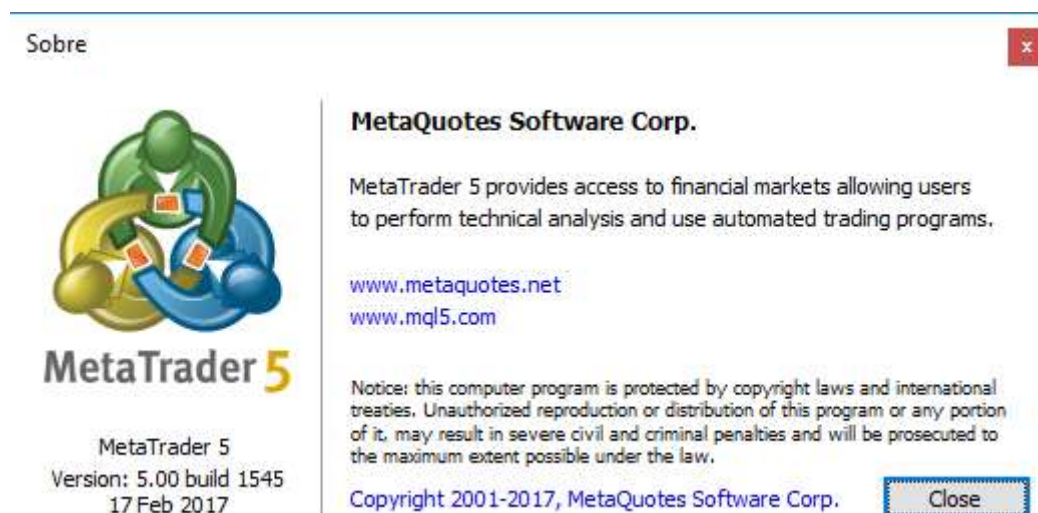 Sobre
x
MetaQuotes Software Corp.
MetaTrader 5 provides access to financial markets allowing users
to perform technical analysis and use automated trading programs.
www.metaquotes.net
www.mql5.com
MetaTrader 5
Notice: this computer program is protected by copyright laws and international
treaties. Unauthorized reproduction or distribution of this program or any portion
of it, may result in severe civil and criminal penalties and will be prosecuted to
the maximum extent possible under the law.
MetaTrader 5
Version: 5.00 build 1545
17 Feb 2017
Copyright 2001-2017, MetaQuotes Software Corp.
Close